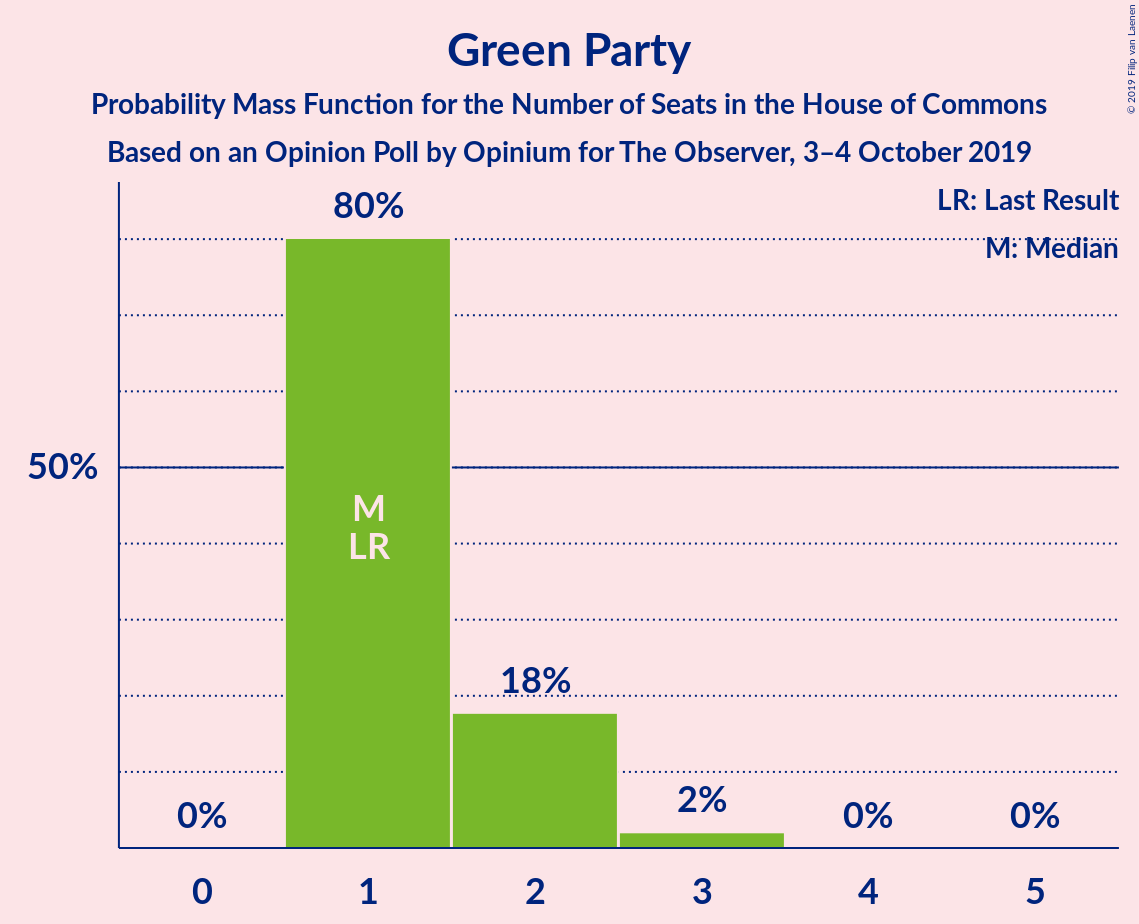 Green Party
Probability Mass Function for the Number of Seats in the House of Commons
Based on an Opinion Poll by Opinium for The Observer, 3–4 October 2019
© 2019 Filip van Laenen
LR: Last Result
M: Median
80%
50%
M
LR
18%
0%
2%
0%
0%
0
1
2
3
4
5